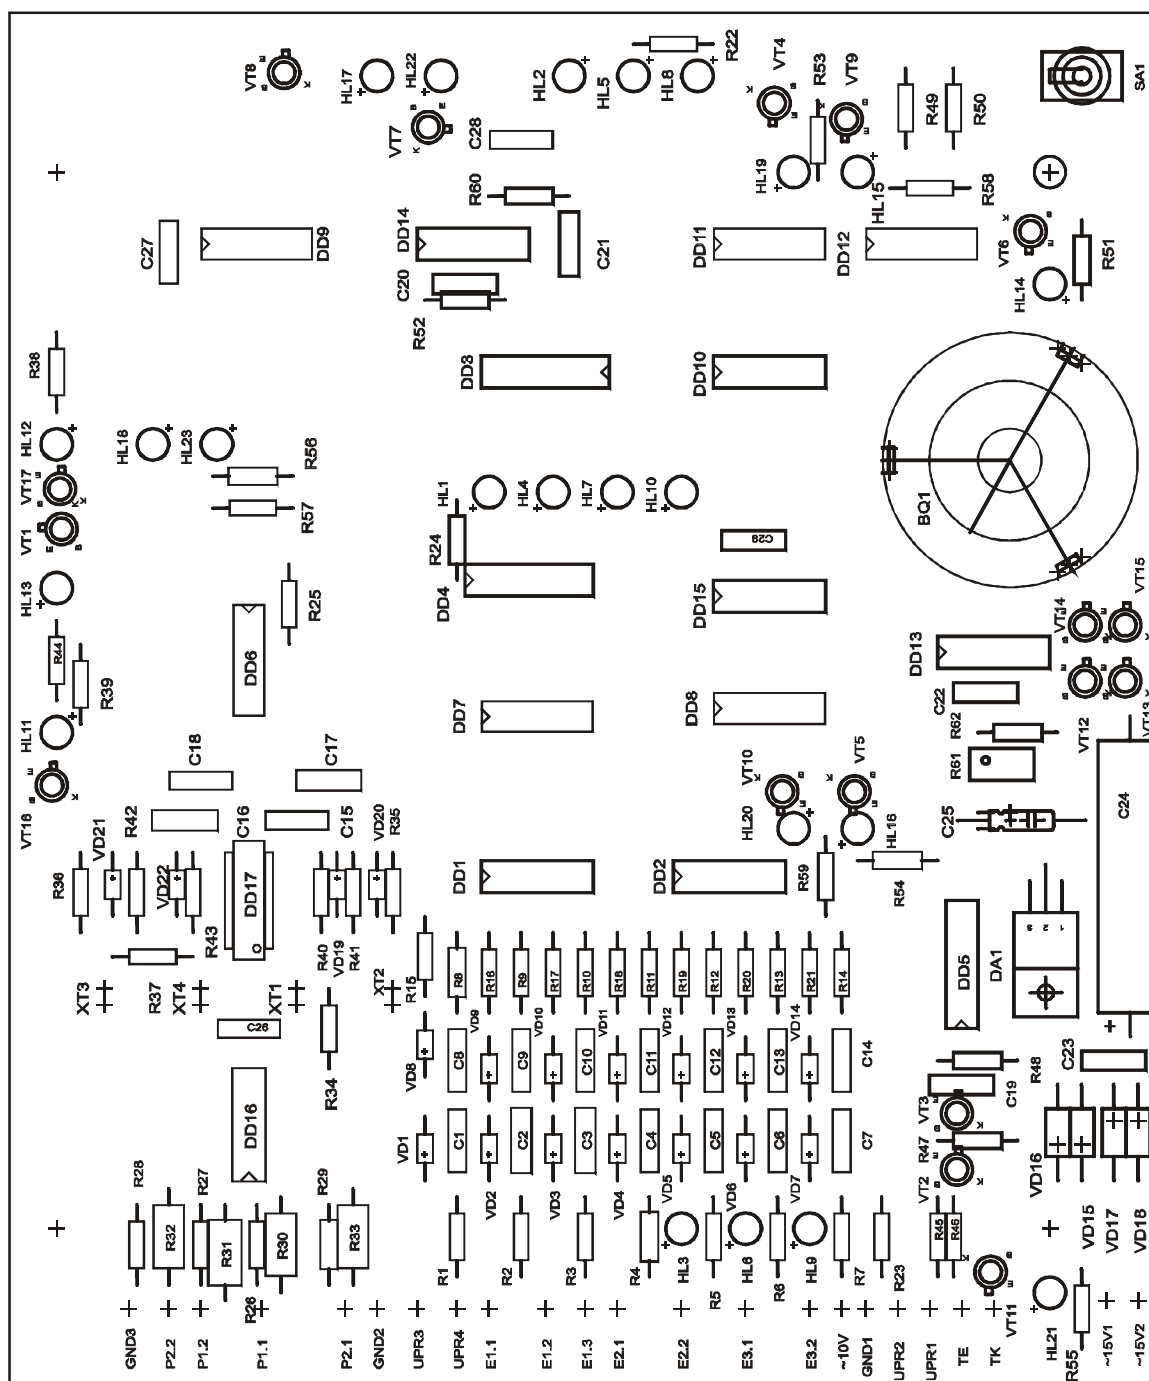 VT8
HL17
HL22
HL2
HL5
HL8
R22
VT4
R53
VT9
R49
R50
SA1
VT7
C28
HL19
HL15
R58
R60
C27
DD9
DD14
C21
DD11
DD12
VT6
R51
HL14
C20
R52
R38
DD3
DD10
HL12
HL18
HL23
R56
VT17
R57
VT1
HL1
HL4
HL7
HL10
BQ1
R24
C29
HL13
R25
DD4
DD15
VT14
VT15
R44
R39
DD6
DD13
HL11
DD7
DD8
C22
R62
VT12
VT13
C18
C17
R61
VT16
VT10
VT5
VD21
R42
C16
C15
VD20
R35
HL20
HL16
C25
C24
R36
VD22
DD17
DD1
DD2
R59
R54
R43
R40
VD19
R41
DD5
DA1
1
2
3
XT3
R37
XT4
XT1
XT2
R15
R8
R16
R9
R17
R10
R18
R11
R19
R12
R20
R13
R21
R14
C26
R34
VD8
VD9
C8
VD10
C9
VD11
C10
VD12
C11
VD13
C12
VD14
C13
C14
R48
C23
C19
VT3
DD16
VD1
C1
C2
C3
C4
C5
C6
C7
R47
VT2
VD16
R28
R27
R29
VD2
VD3
VD4
VD5
VD6
VD7
VD15
VD17
VD18
R32
R31
R30
R33
R26
R1
R2
R3
R4
HL3
R5
HL6
R6
HL9
R7
R23
R45
R46
VT11
HL21
R55
GND3
P2.2
P1.2
P1.1
P2.1
GND2
UPR3
UPR4
E1.1
E1.2
E1.3
E2.1
E2.2
E3.1
E3.2
~10V
GND1
UPR2
UPR1
TE
TK
~15V1
~15V2